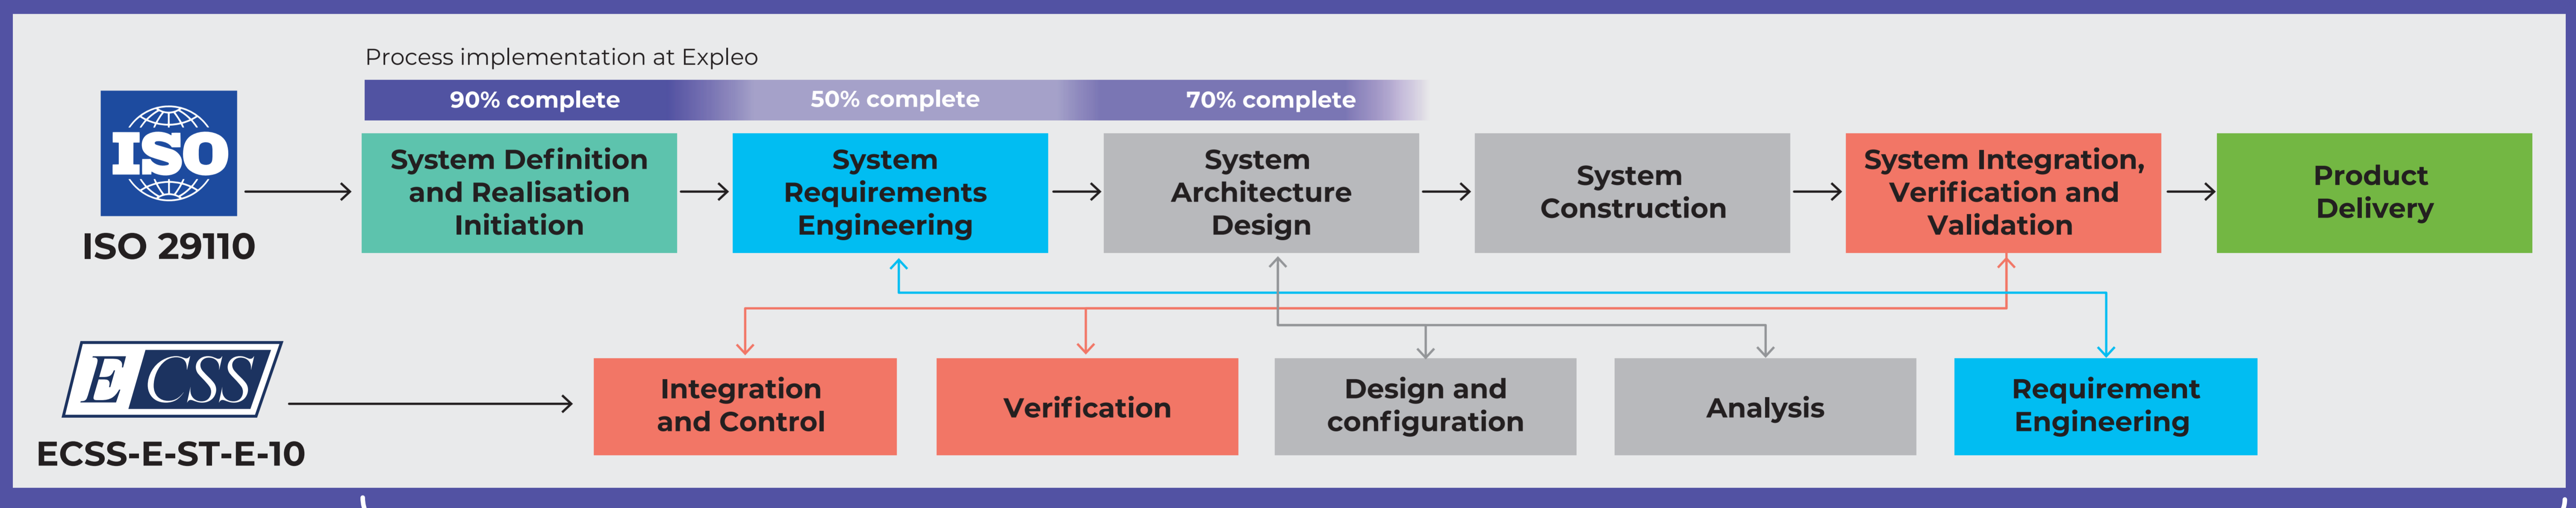 Process implementation at Expleo
90% complete
50% complete
70% complete
ISO
ISO 29110
System Definition
and Realisation
Initiation
System
Requirements
Engineering
System
Architecture
Design
System
Construction
System Integration,
Verification and
Validation
Product
Delivery
ECSS
ECSS-E-ST-E-10
Integration
and Control
Verification
Design and
configuration
Analysis
Requirement
Engineering